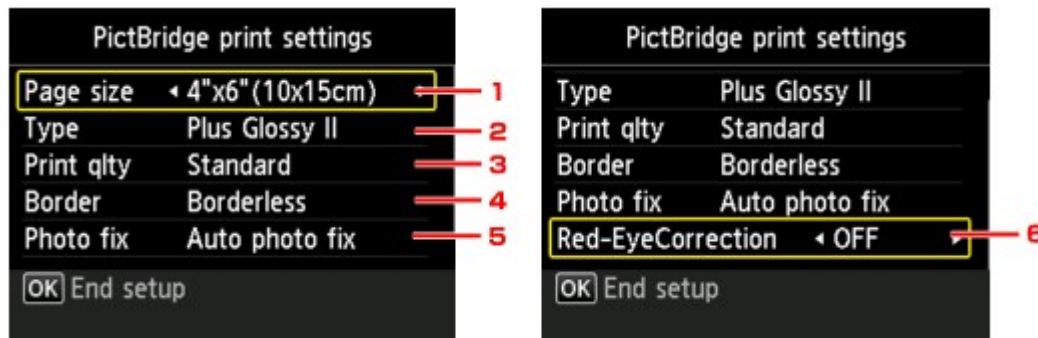 PictBridge print settings
Page size 4"x6"(10x15cm) 1
Type Plus Glossy II 2
Print qlty Standard 3
Border Borderless 4
Photo fix Auto photo fix 5
OK End setup
PictBridge print settings
Type Plus Glossy II
Print qlty Standard
Border Borderless
Photo fix Auto photo fix
Red-EyeCorrection OFF 6
OK End setup